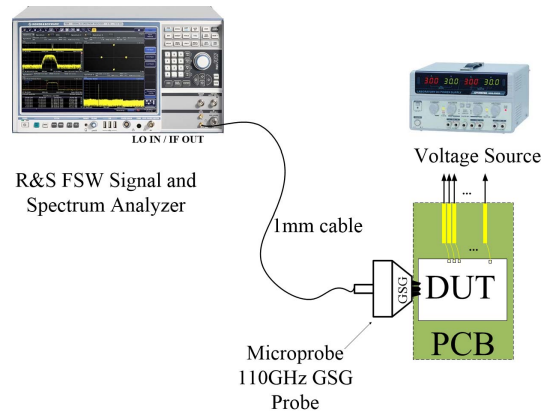 LO IN / IF OUT
R&S FSW Signal and
Spectrum Analyzer
1mm cable
Voltage Source
...
...
GSG
DUT
PCB
Microprobe
110GHz GSG
Probe